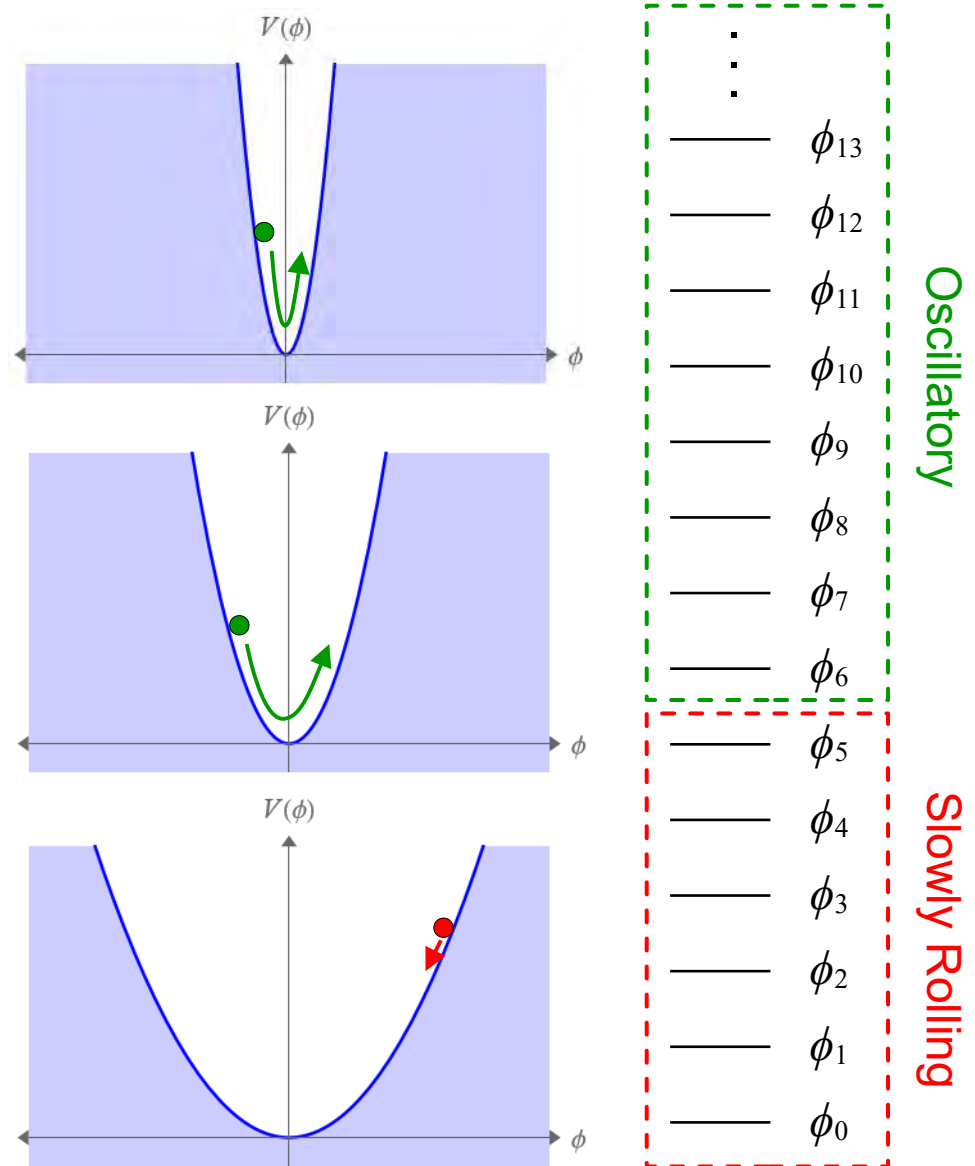 V(ϕ)
ϕ
V(ϕ)
ϕ
V(ϕ)
ϕ
ϕ₁₃
ϕ₁₂
ϕ₁₁
ϕ₁₀
ϕ₉
ϕ₈
ϕ₇
ϕ₆
ϕ₅
ϕ₄
ϕ₃
ϕ₂
ϕ₁
ϕ₀
Oscillatory
Slowly Rolling